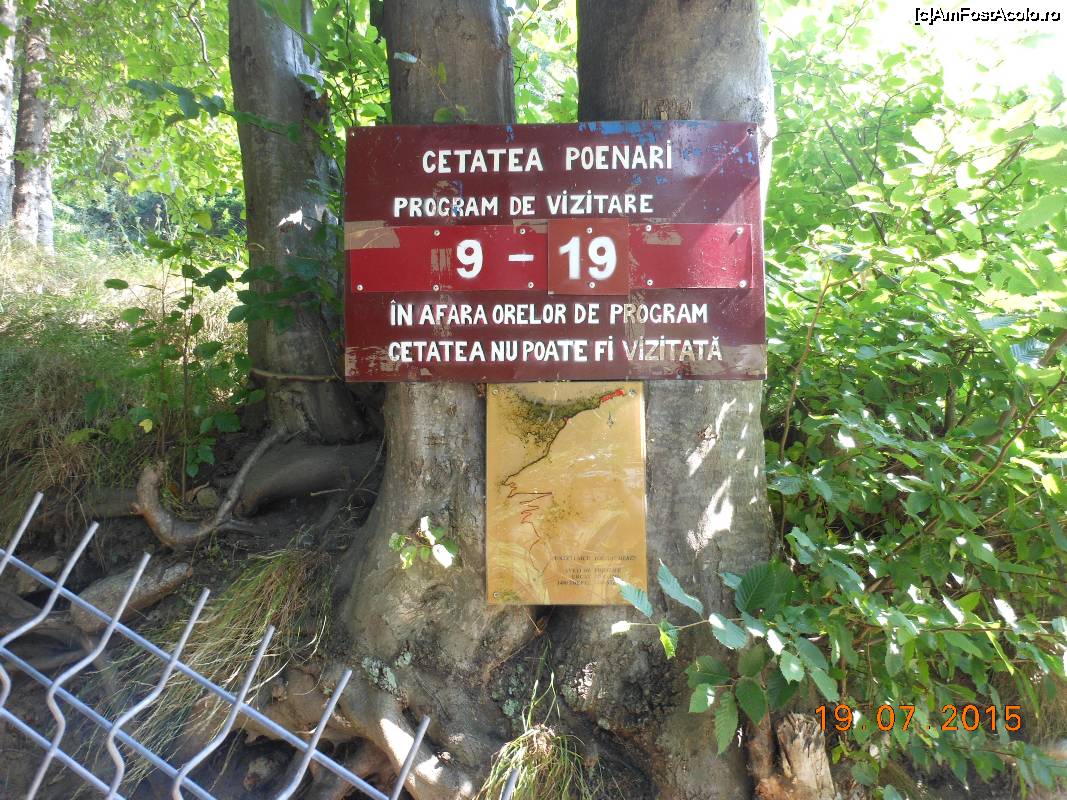 [c]AmFostAcolo.ro
CETATEA POENARI
PROGRAM DE VIZITARE
9 - 19
ÎN AFARA ORELOR DE PROGRAM
CETATEA NU POATE FI VIZITATĂ
19.07.2015